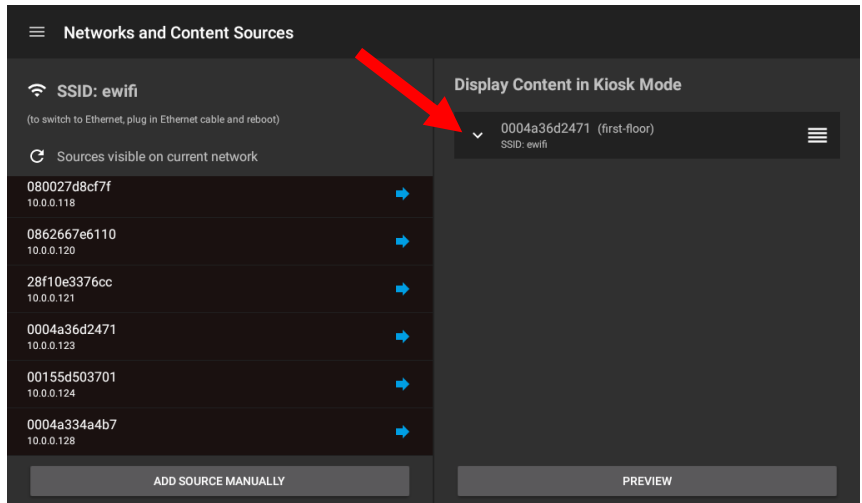 Networks and Content Sources
SSID: ewifi
(to switch to Ethernet, plug in Ethernet cable and reboot)
Sources visible on current network
080027d8cf7f
10.0.0.118
0862667e6110
10.0.0.120
28f10e3376cc
10.0.0.121
0004a36d2471
10.0.0.123
00155d503701
10.0.0.124
0004a334a4b7
10.0.0.128
ADD SOURCE MANUALLY
Display Content in Kiosk Mode
0004a36d2471 (first-floor)
SSID: ewifi
PREVIEW